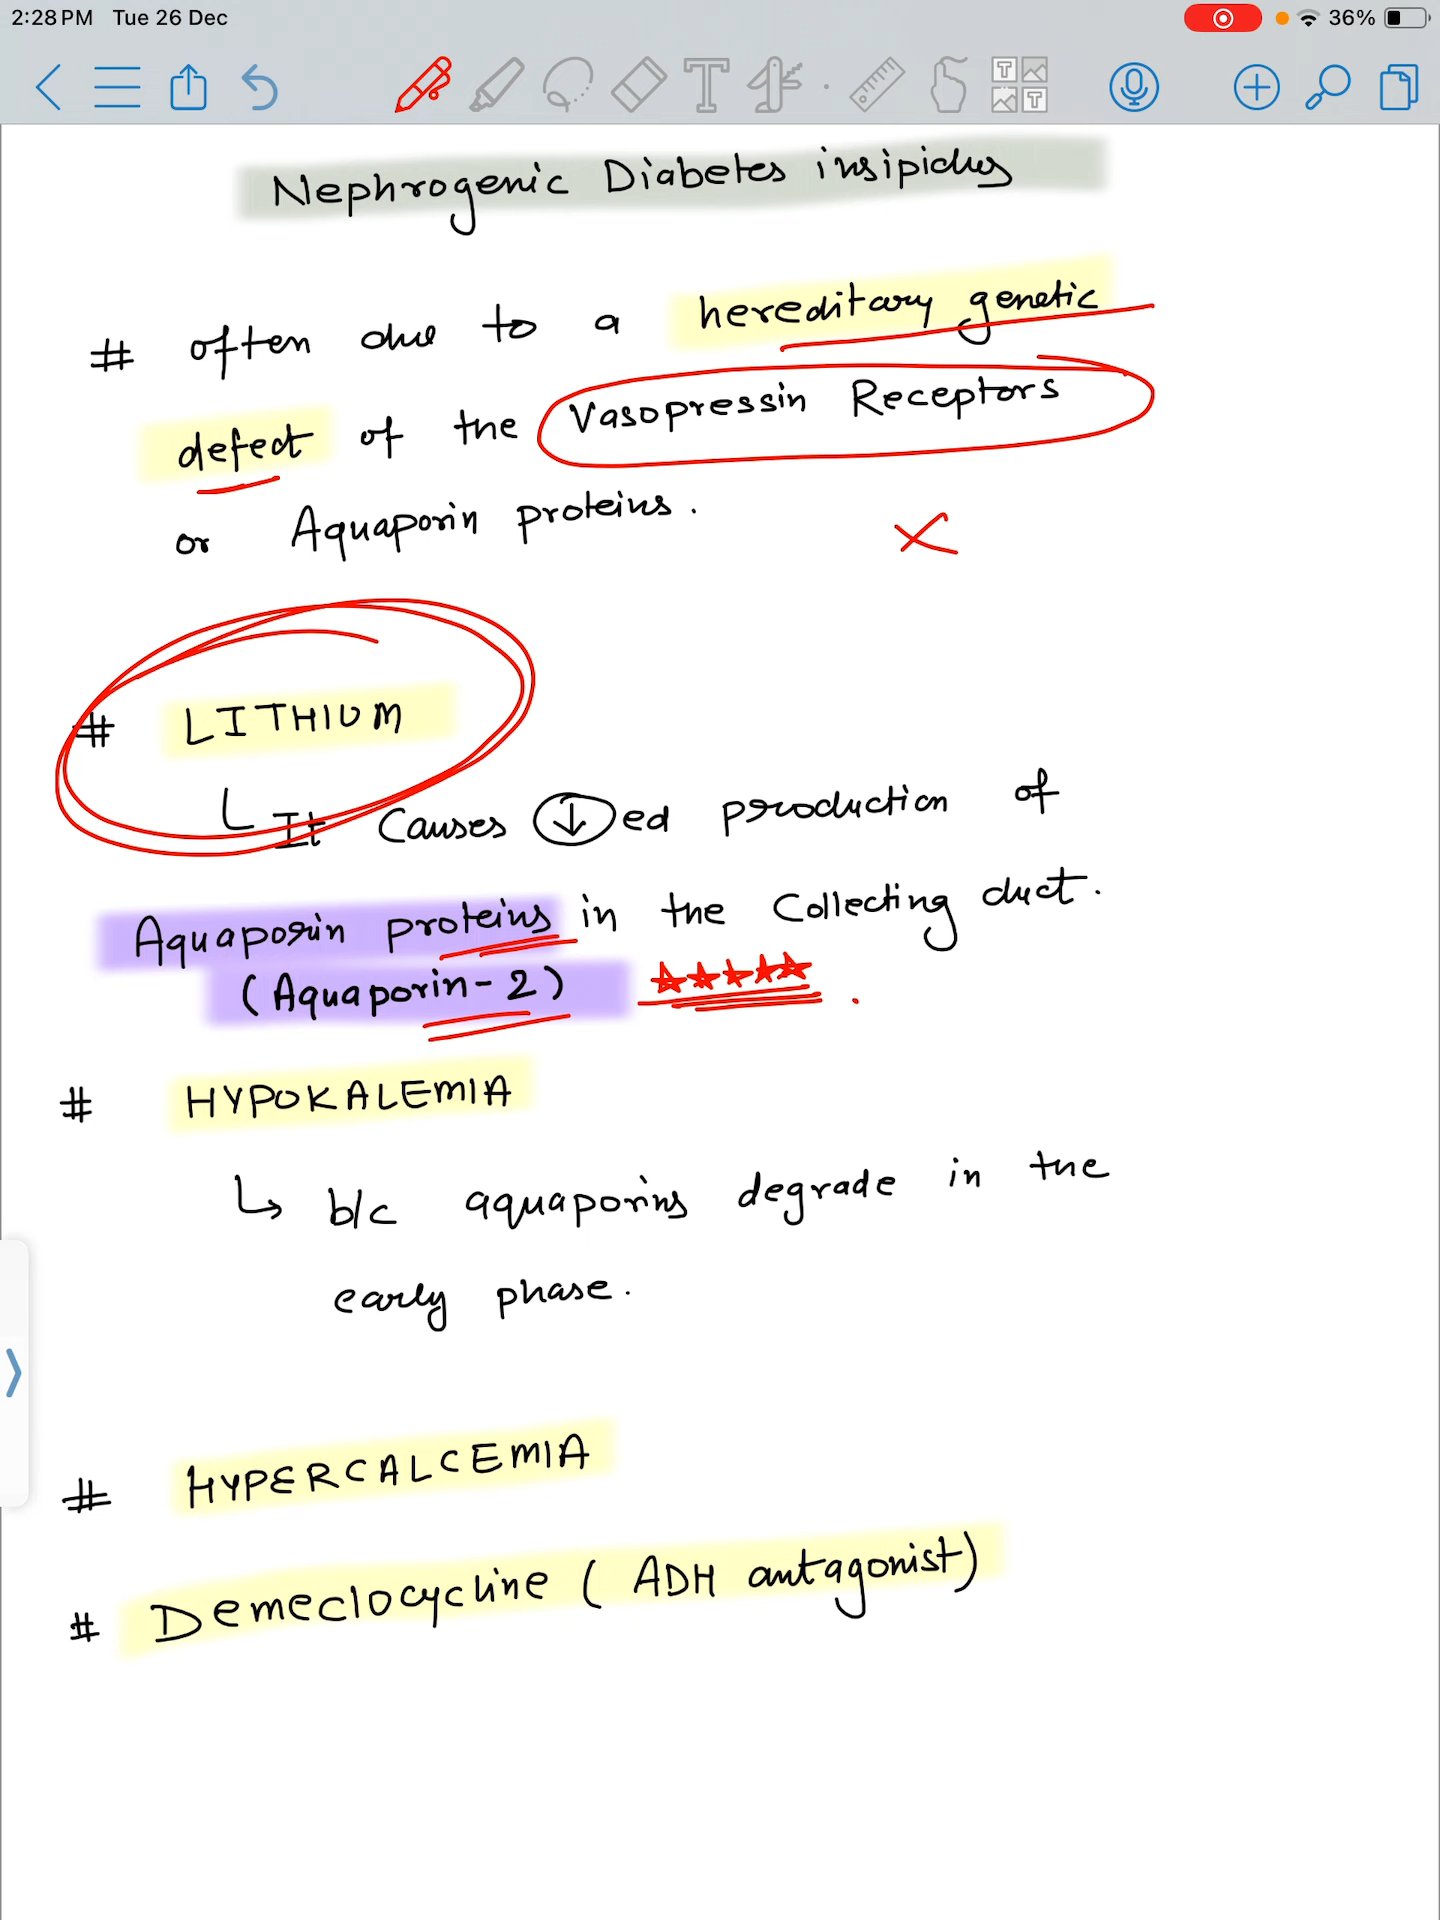 2:28 PM Tue 26 Dec
36%
Nephrogenic Diabetes insipidus
# often due to a hereditary genetic
defect of the Vasopressin Receptors
or Aquaporin proteins.
# LITHIUM
It causes ↓ed production of
Aquaporin proteins in the Collecting duct.
(Aquaporin-2)
# HYPOKALEMIA
↳ b/c aquaporins degrade in the
early phase.
# HYPERCALCEMIA
# Demeclocycline (ADH antagonist)